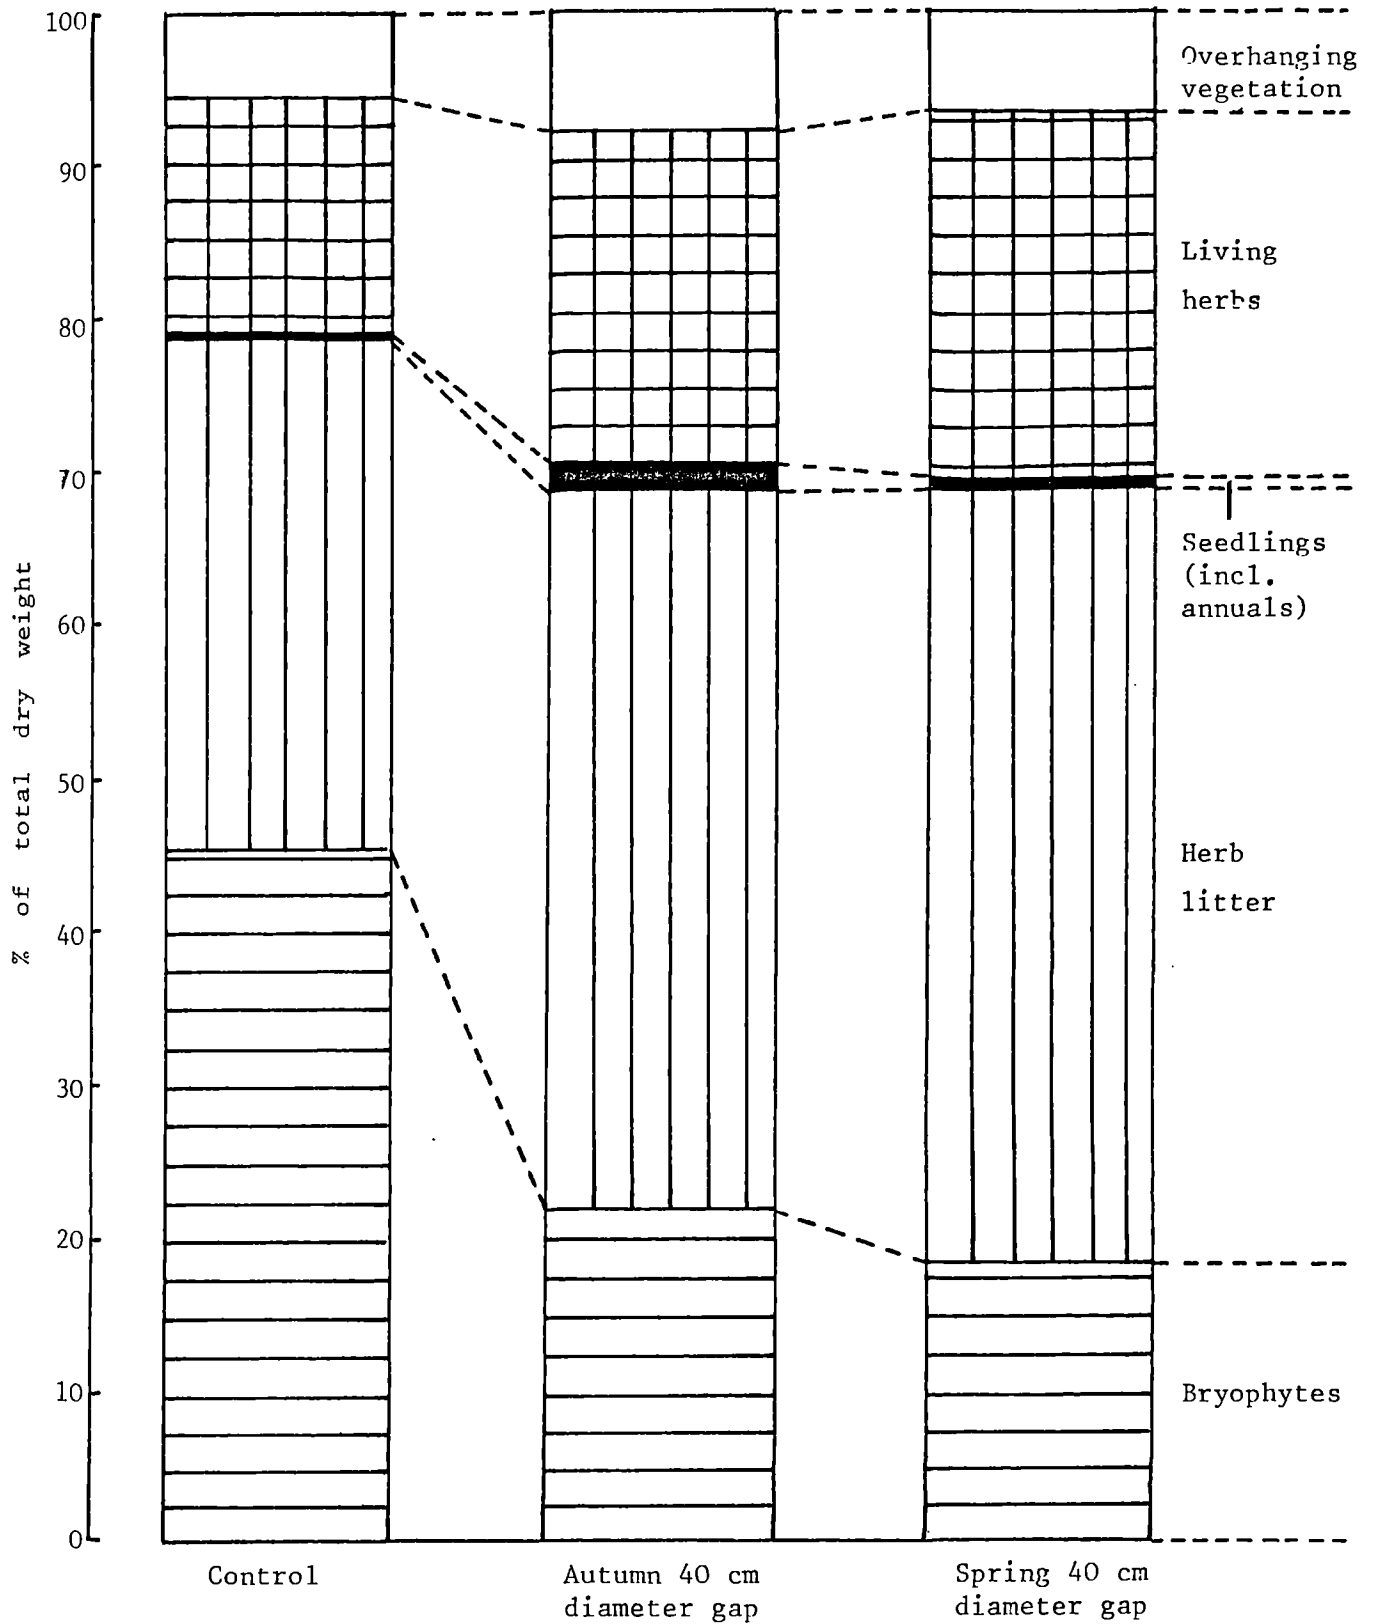 100
90
80
70
60
50
40
30
20
10
0
% of total dry weight
Overhanging
vegetation
Living
herbs
Seedlings
(incl.
annuals)
Herb
litter
Bryophytes
Control
Autumn 40 cm
diameter gap
Spring 40 cm
diameter gap